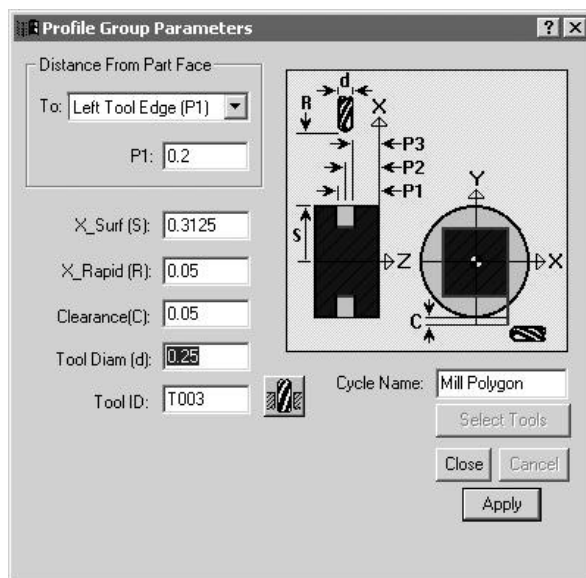 Profile Group Parameters
Distance From Part Face
To: Left Tool Edge (P1)
P1: 0.2
X_Surf (S): 0.3125
X_Rapid (R): 0.05
Clearance(C): 0.05
Tool Diam (d): 0.25
Tool ID: T003
d
R
X
P3
P2
P1
S
Z
Y
X
C
Cycle Name: Mill Polygon
Select Tools
Close Cancel
Apply